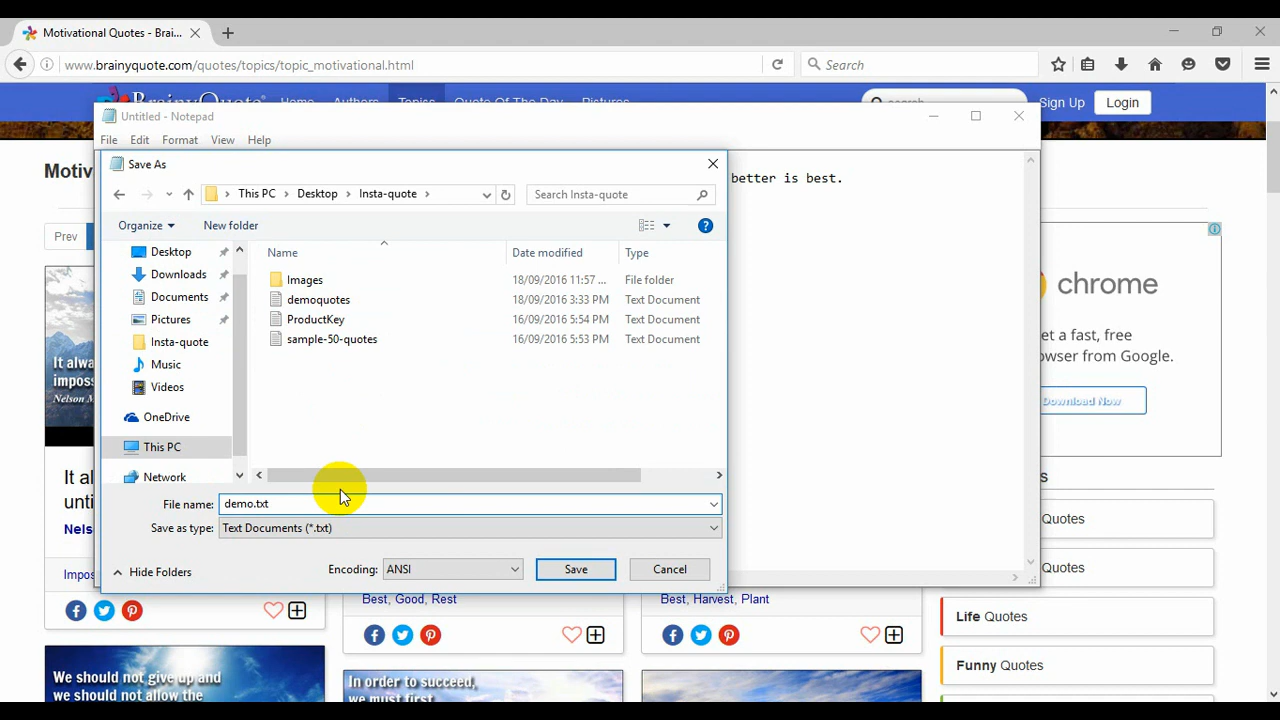 Motivational Quotes - Brai...
www.brainyquote.com/quotes/topics/topic_motivational.html
Search
BrainyQuote Home Authors Topics Quote Of The Day Pictures
search
Sign Up
Login
Untitled - Notepad
File Edit Format View Help
Motiv
better is best.
Save As
This PC Desktop Insta-quote
Search Insta-quote
Organize
New folder
Prev
Name
Date modified
Type
Desktop
Downloads
Documents
Pictures
Insta-quote
Music
Videos
OneDrive
This PC
Network
Images 18/09/2016 11:57 ... File folder
demoquotes 18/09/2016 3:33 PM Text Document
ProductKey 16/09/2016 5:54 PM Text Document
sample-50-quotes 16/09/2016 5:53 PM Text Document
File name: demo.txt
Save as type: Text Documents (*.txt)
Hide Folders
Encoding: ANSI
Save
Cancel
chrome
et a fast, free
owser from Google.
Download Now
It alwa
imposs
Nelson M
It al
unti
Nels
Impos
Best, Good, Rest
Best, Harvest, Plant
s
Quotes
Quotes
Life Quotes
Funny Quotes
We should not give up and
we should not allow the
In order to succeed,
we must first